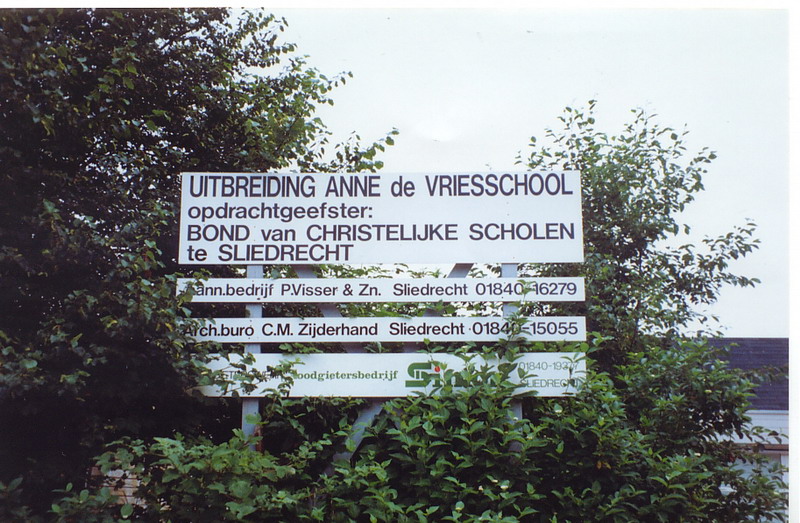 UITBREIDING ANNE de VRIESSCHOOL
opdrachtgeefster:
BOND van CHRISTELIJKE SCHOLEN
te SLIEDRECHT
ann.bedrijf P.Visser & Zn. Sliedrecht 01840-16279
Arch.buro C.M. Zijderhand Sliedrecht 01840-15055
loodgietersbedrijf
SLIEDRECHT